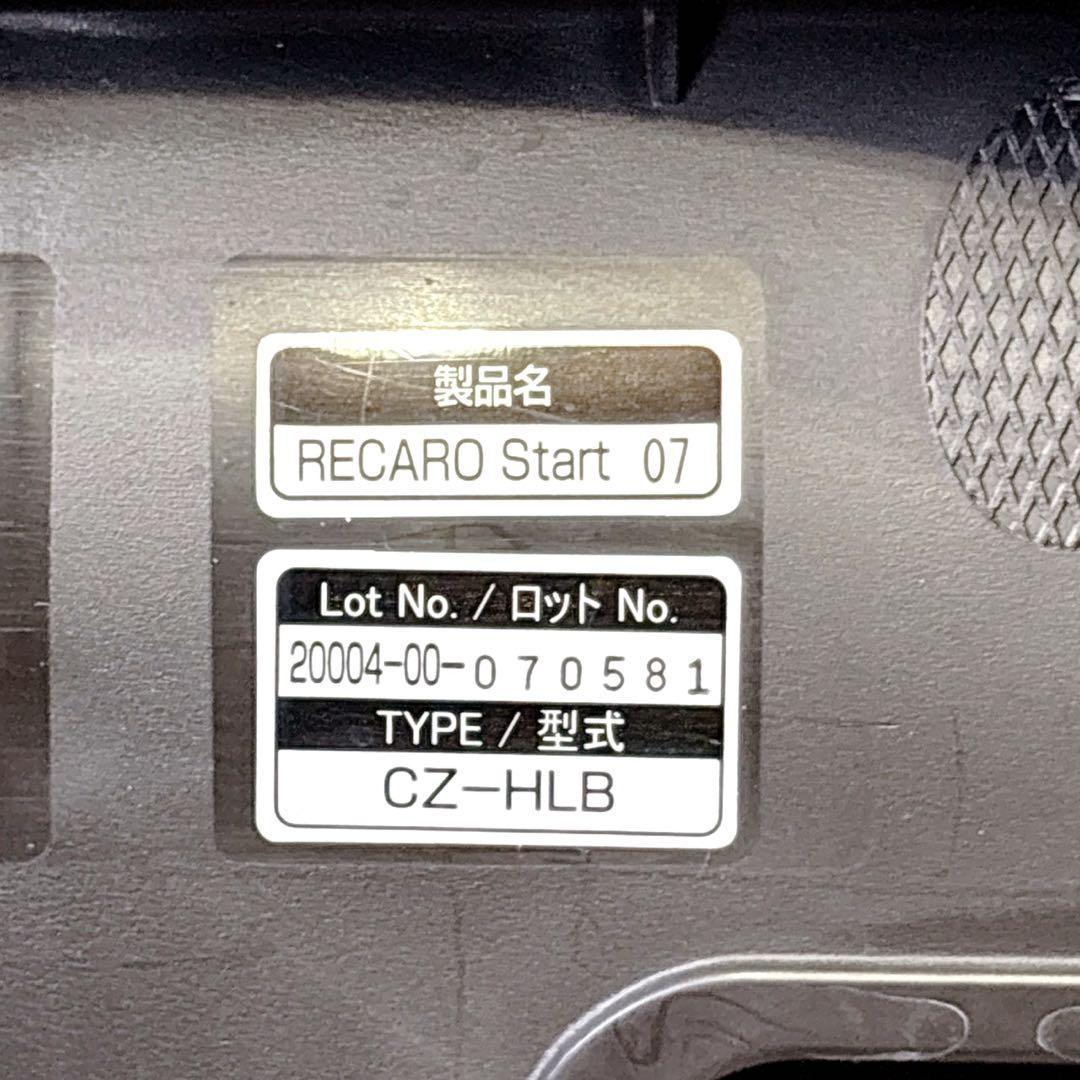 製品名
RECARO Start 07
Lot No. / ロット No.
20004-00-070581
TYPE / 型式
CZ-HLB